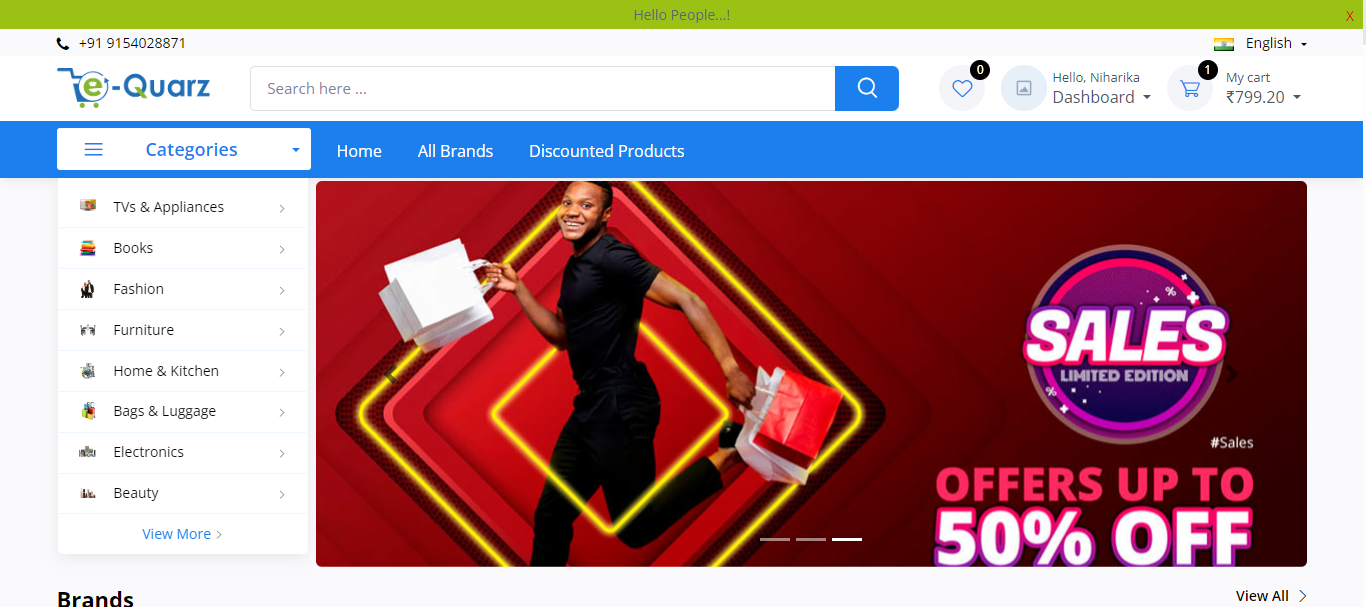 Hello People...!
X
+91 9154028871
English
e-Quarz
Search here ...
0
Hello, Niharika
Dashboard
1
My cart
₹799.20
Categories
Home
All Brands
Discounted Products
TVs & Appliances
Books
Fashion
Furniture
Home & Kitchen
Bags & Luggage
Electronics
Beauty
View More
%
SALES
LIMITED EDITION
%
#Sales
OFFERS UP TO
50% OFF
Brands
View All